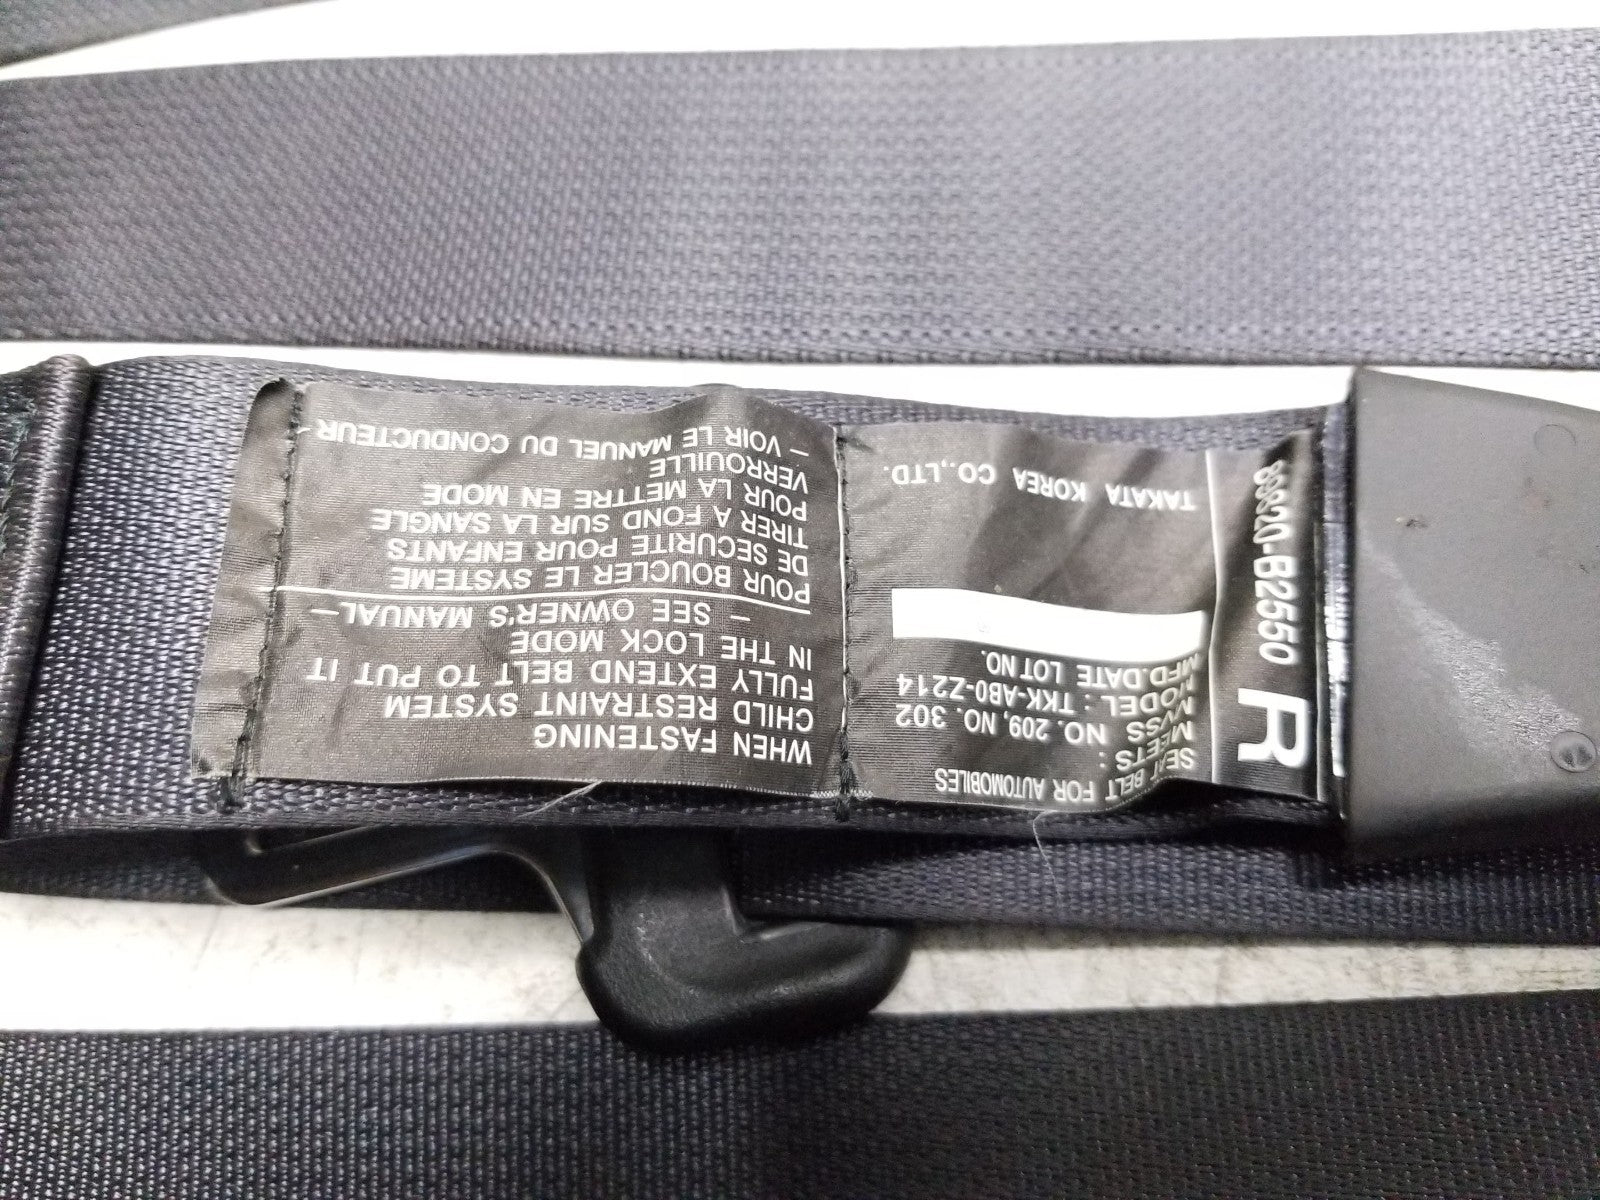 R 88820-B2550
SEAT BELT FOR AUTOMOBILES
MEETS :
MVSS NO. 209, NO. 302
MODEL : TKK-AB0-Z214
MFD.DATE LOT NO.
TAKATA KOREA CO.,LTD.
WHEN FASTENING
CHILD RESTRAINT SYSTEM
FULLY EXTEND BELT TO PUT IT
IN THE LOCK MODE
— SEE OWNER'S MANUAL—
POUR BOUCLER LE SYSTEME
DE SECURITE POUR ENFANTS
TIRER A FOND SUR LA SANGLE
POUR LA METTRE EN MODE
VERROUILLE
— VOIR LE MANUEL DU CONDUCTEUR